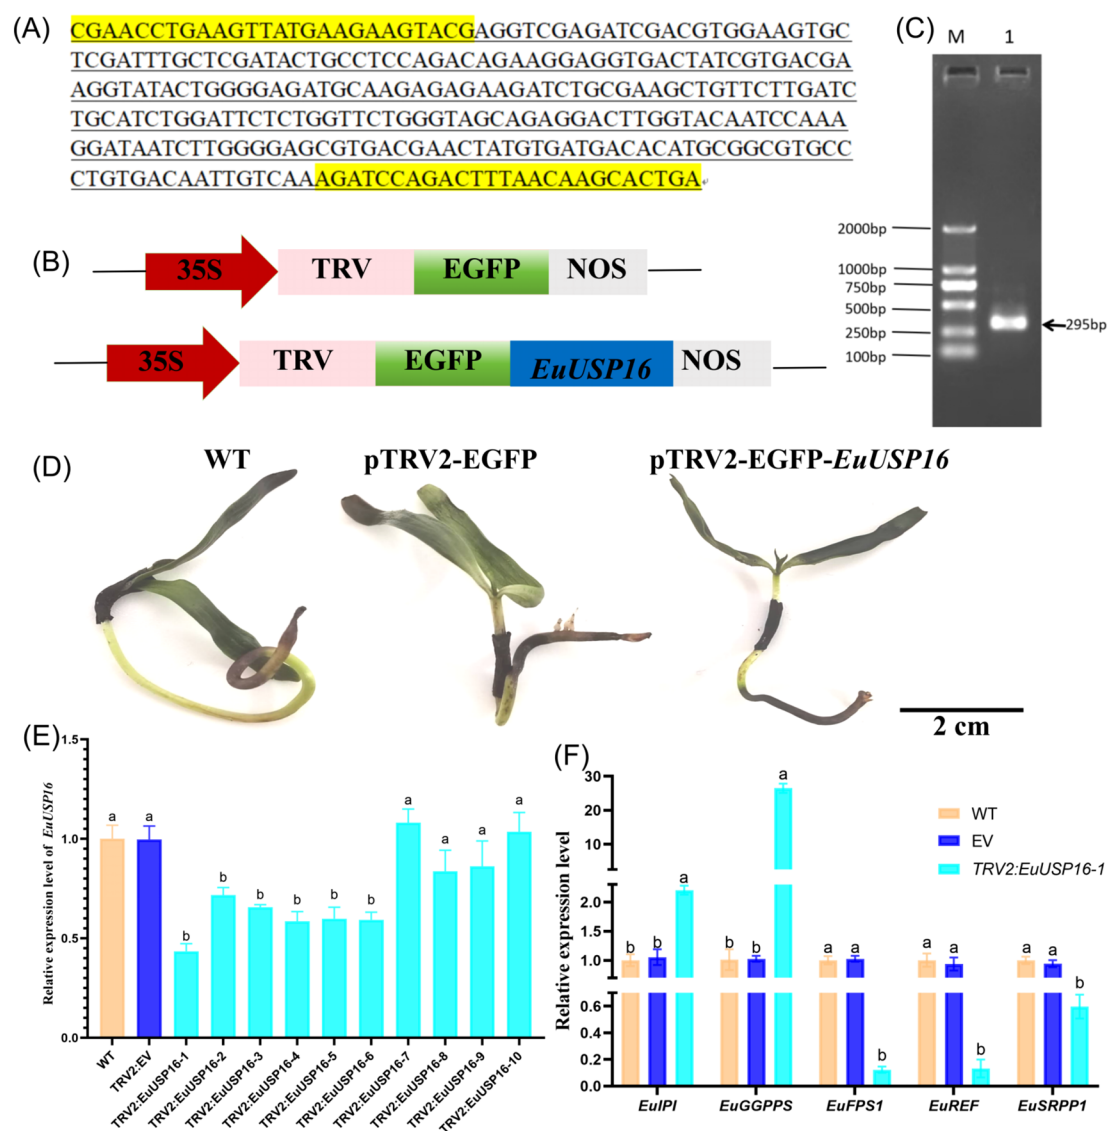 (A)
CGAACCTGAAGTTATGAAGAAGTACGAGGTCGAGATCGACGTGGAAGTGC
TCGATTTGCTCGATACTGCCTCCAGACAGAAGGAGGTGACTATCGTGACGA
AGGTATACTGGGGAGATGCAAGAGAGAAGATCTGCGAAGCTGTTCTTGATC
TGCATCTGGATTCTCTGGTTCTGGGTAGCAGAGGACTTGGTACAATCCAAA
GGATAATCTTGGGGAGCGTGACGAACTATGTGATGACACATGCGGCGTGCC
CTGTGACAATTGTCAAAGATCCAGACTTTAACAAGCACTGA
(B)
35S TRV EGFP NOS
35S TRV EGFP EuUSP16 NOS
(C)
M 1
2000bp
1000bp
750bp
500bp
250bp
100bp
295bp
(D)
WT pTRV2-EGFP pTRV2-EGFP-EuUSP16
2 cm
(E)
Relative expression level of EuUSP16
1.5
1.0
0.5
0.0
a a b b b b b b a a a a
WT
TRV2:EV
TRV2:EuUSP16-1
TRV2:EuUSP16-2
TRV2:EuUSP16-3
TRV2:EuUSP16-4
TRV2:EuUSP16-5
TRV2:EuUSP16-6
TRV2:EuUSP16-7
TRV2:EuUSP16-8
TRV2:EuUSP16-9
TRV2:EuUSP16-10
(F)
Relative expression level
30
20
10
2.0
1.0
0.6
0.4
0.2
0.0
b b a b b a a a b a a b a a b
WT
EV
TRV2:EuUSP16-1
EuIPI EuGGPPS EuFPS1 EuREF EuSRPP1